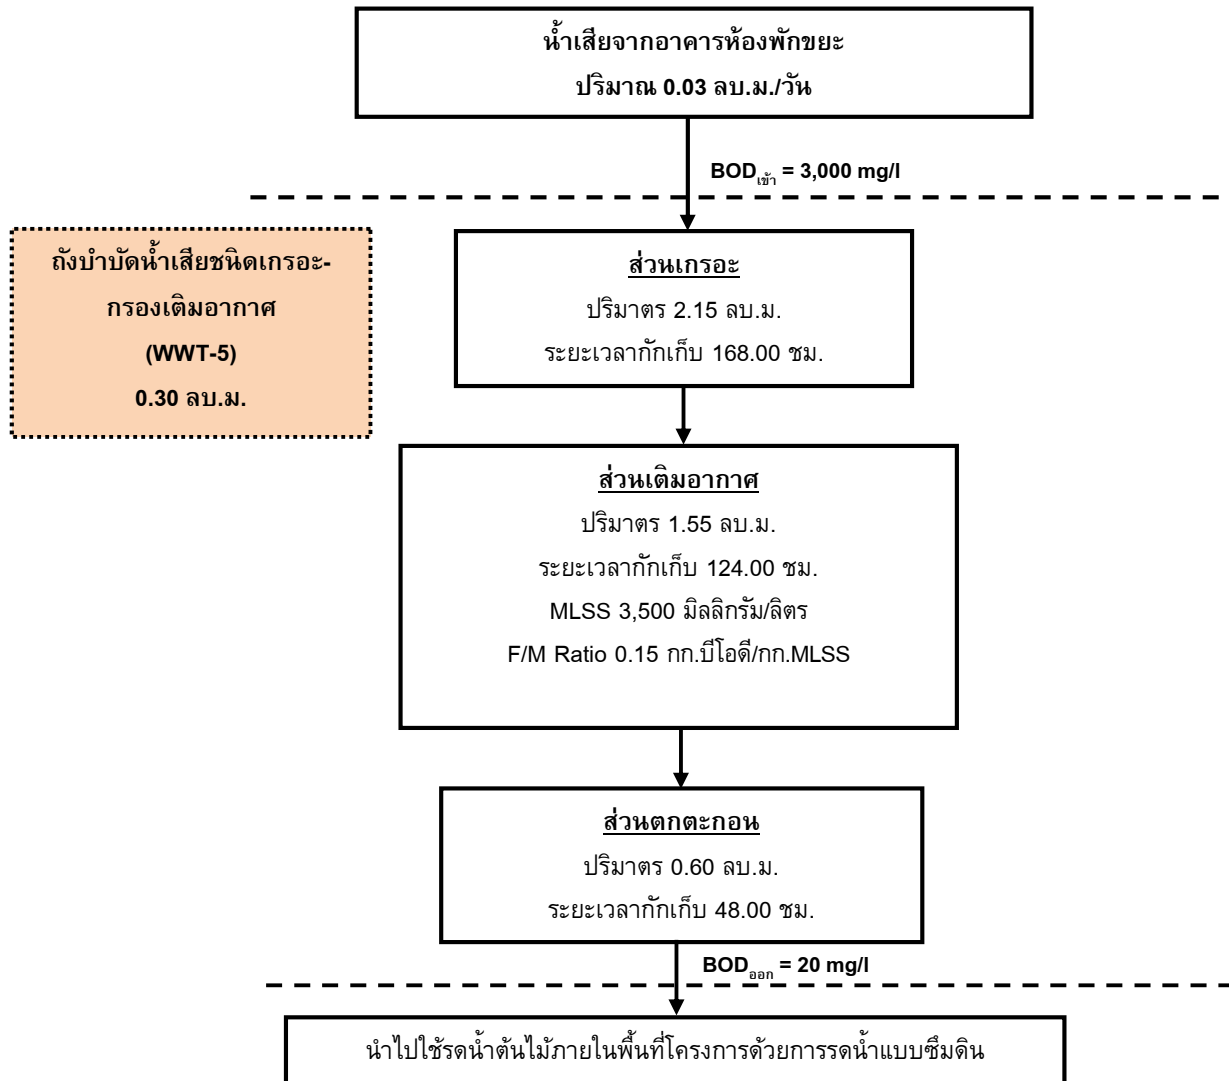 น้ำเสียจากอาคารห้องพักขยะ
ปริมาณ 0.03 ลบ.ม./วัน
BODเข้า = 3,000 mg/l
ถังบำบัดน้ำเสียชนิดเกรอะ-
กรองเติมอากาศ
(WWT-5)
0.30 ลบ.ม.
ส่วนเกรอะ
ปริมาตร 2.15 ลบ.ม.
ระยะเวลากักเก็บ 168.00 ชม.
ส่วนเติมอากาศ
ปริมาตร 1.55 ลบ.ม.
ระยะเวลากักเก็บ 124.00 ชม.
MLSS 3,500 มิลลิกรัม/ลิตร
F/M Ratio 0.15 กก.บีโอดี/กก.MLSS
ส่วนตกตะกอน
ปริมาตร 0.60 ลบ.ม.
ระยะเวลากักเก็บ 48.00 ชม.
BODออก = 20 mg/l
นำไปใช้รดน้ำต้นไม้ภายในพื้นที่โครงการด้วยการรดน้ำแบบซึมดิน